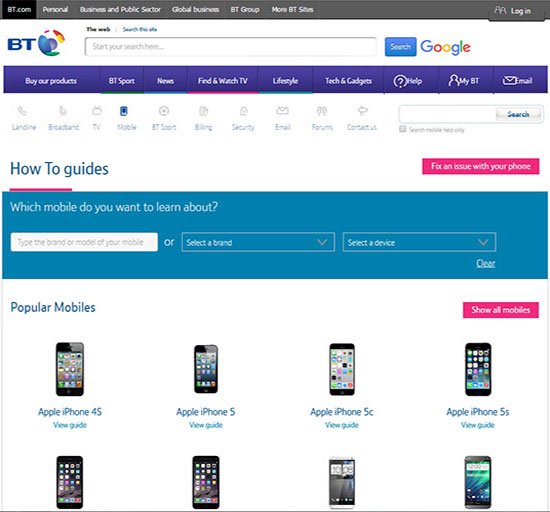 BT.com Personal Business and Public Sector Global business BT Group More BT Sites Log in
The web | Search this site
BT Start your search here... Search Google
Buy our products BT Sport News Find & Watch TV Lifestyle Tech & Gadgets Help My BT Email
Landline Broadband TV Mobile BT Sport Billing Security Email Forums Contact us Search
Search mobile help only
How To guides Fix an issue with your phone
Which mobile do you want to learn about?
Type the brand or model of your mobile or Select a brand Select a device
Clear
Popular Mobiles Show all mobiles
Apple iPhone 4S Apple iPhone 5 Apple iPhone 5c Apple iPhone 5s
View guide View guide View guide View guide